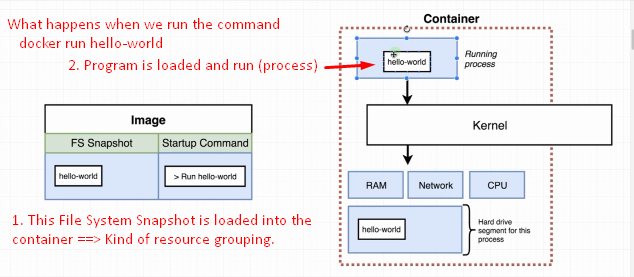 What happens when we run the command
docker run hello-world
2. Program is loaded and run (process)
Image
FS Snapshot
Startup Command
hello-world
> Run hello-world
1. This File System Snapshot is loaded into the
container ==> Kind of resource grouping.
Container
hello-world
Running
process
Kernel
RAM
Network
CPU
hello-world
Hard drive
segment for this
process